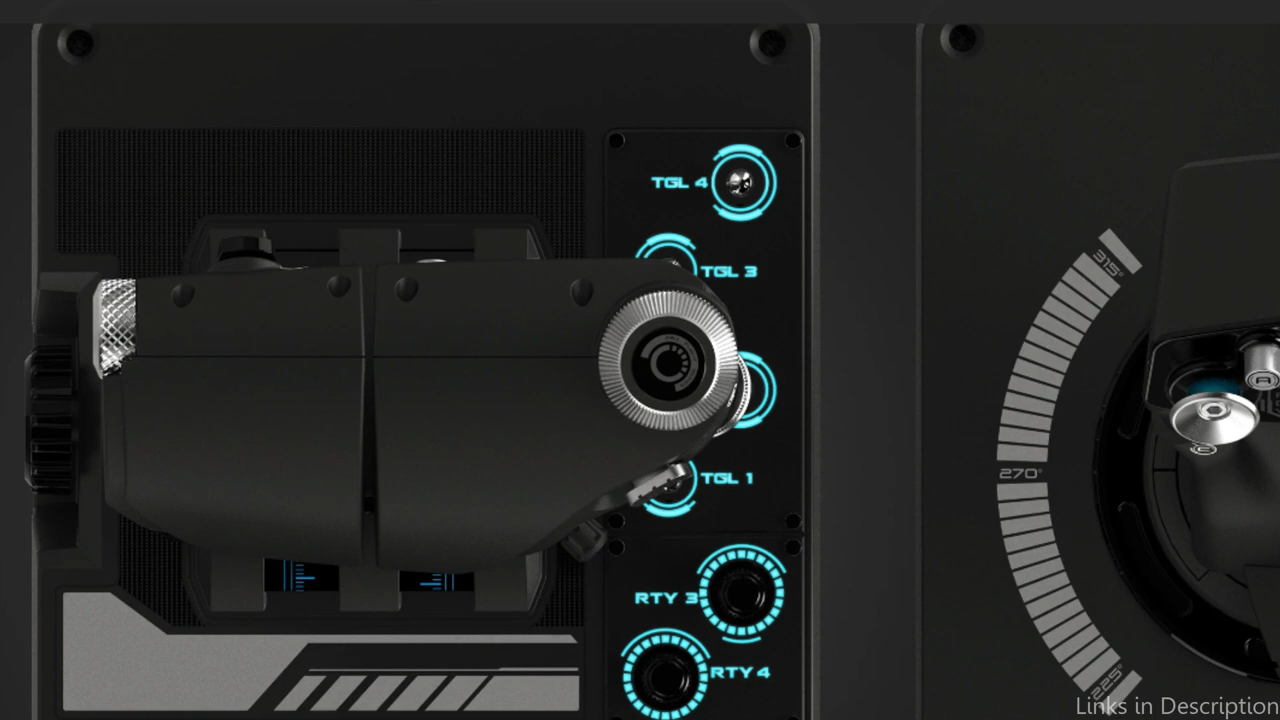 TGL 4
TGL 3
TGL 1
RTY 3
RTY 4
315°
270°
225°
A
E
Links in Description